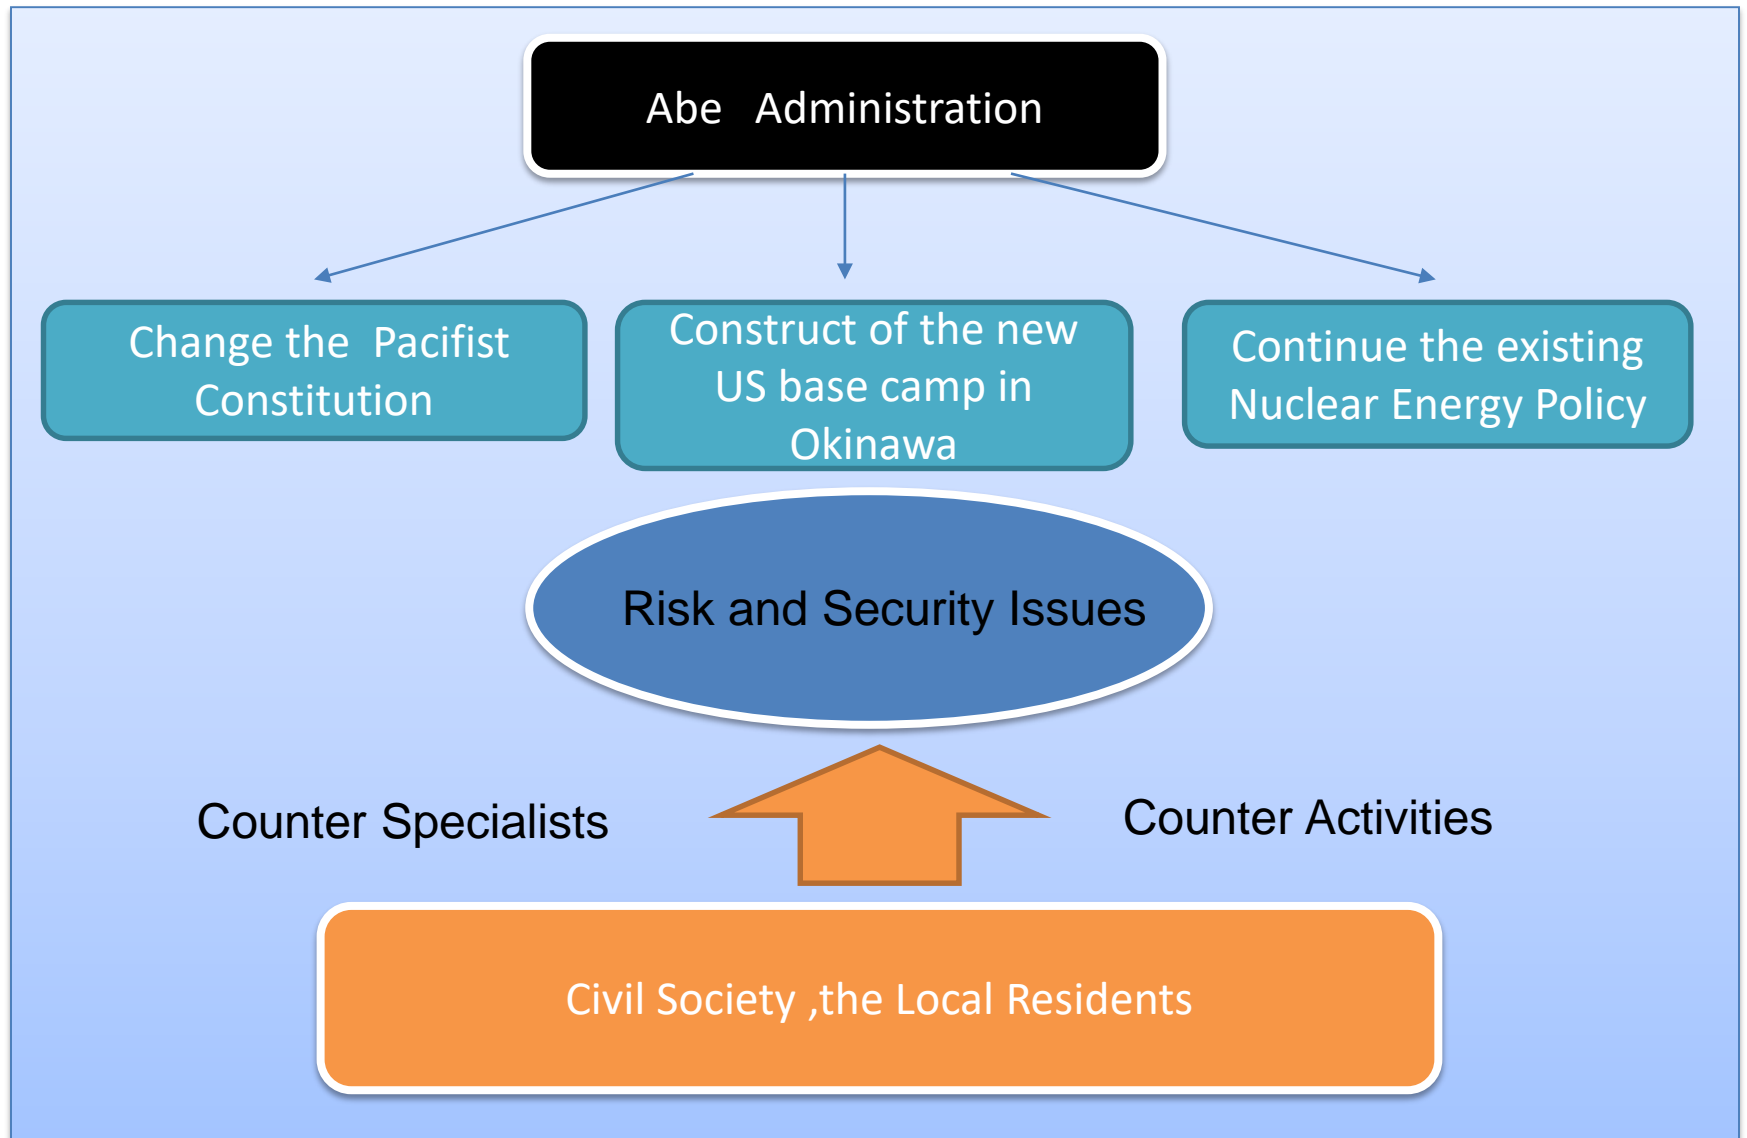 Abe Administration
Change the Pacifist
Constitution
Construct of the new
US base camp in
Okinawa
Continue the existing
Nuclear Energy Policy
Risk and Security Issues
Counter Specialists
Counter Activities
Civil Society ,the Local Residents